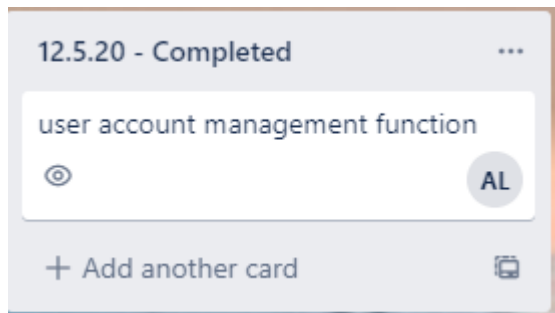 12.5.20 - Completed
user account management function
AL
Add another card